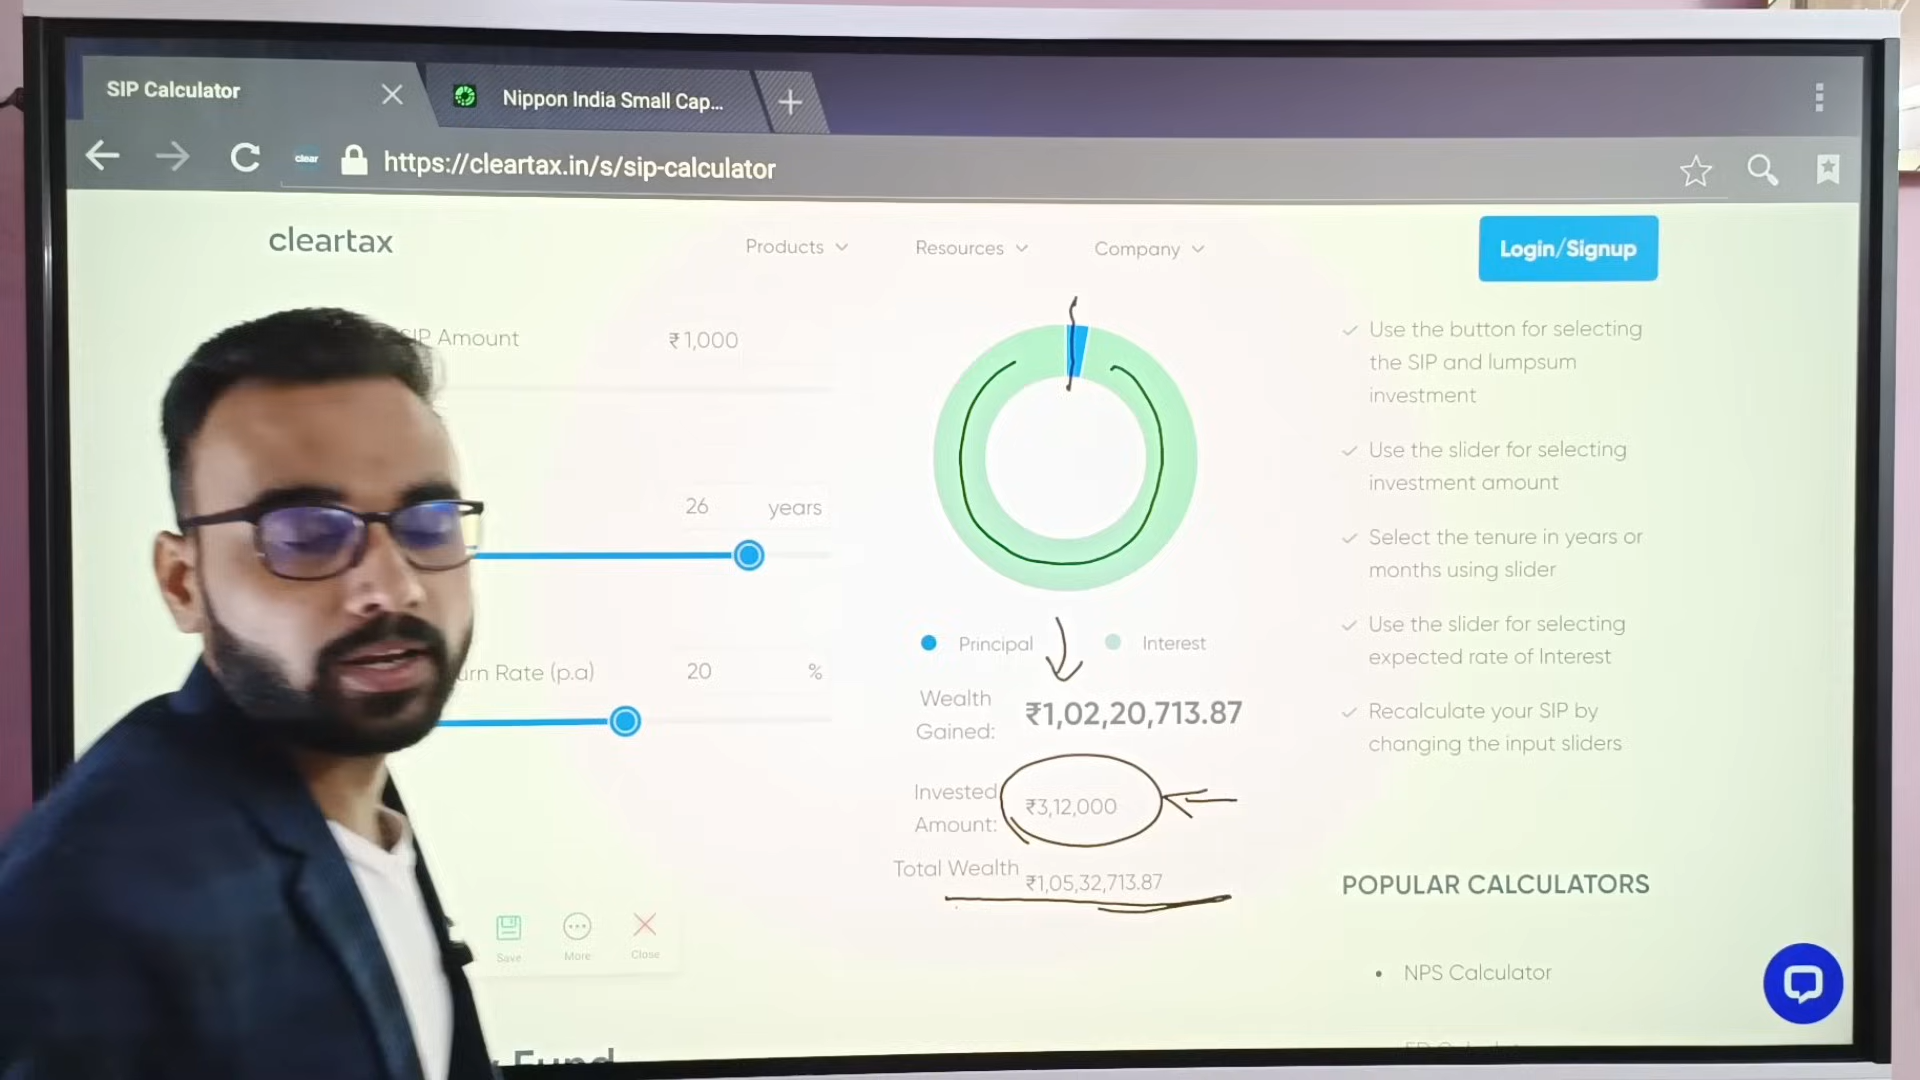 SIP Calculator
Nippon India Small Cap...
clear
https://cleartax.in/s/sip-calculator
cleartax
Products
Resources
Company
Login/Signup
SIP Amount
₹1,000
26 years
urn Rate (p.a)
20 %
Principal
Interest
Wealth Gained:
₹1,02,20,713.87
Invested Amount:
₹3,12,000
Total Wealth
₹1,05,32,713.87
Save
More
Close
Use the button for selecting
the SIP and lumpsum
investment
Use the slider for selecting
investment amount
Select the tenure in years or
months using slider
Use the slider for selecting
expected rate of Interest
Recalculate your SIP by
changing the input sliders
POPULAR CALCULATORS
NPS Calculator